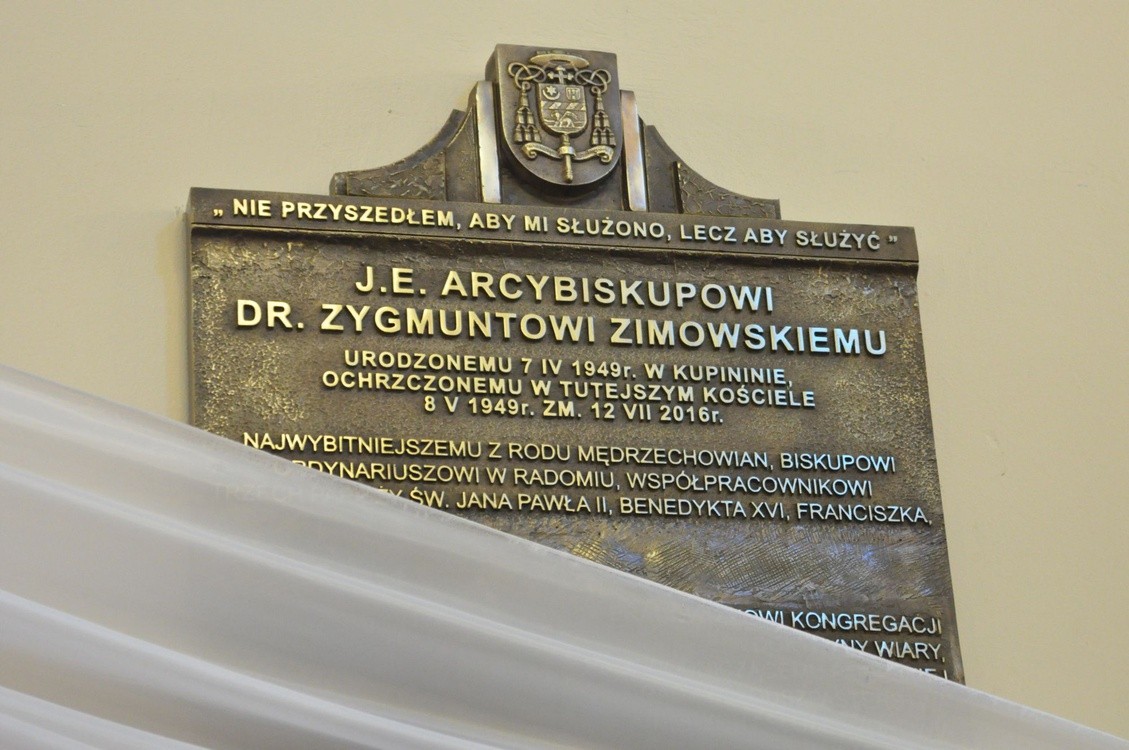 „NIE PRZYSZEDŁEM, ABY MI SŁUŻONO, LECZ ABY SŁUŻYĆ"
J.E. ARCYBISKUPOWI
DR. ZYGMUNTOWI ZIMOWSKIEMU
URODZONEMU 7 IV 1949r. W KUPININIE,
OCHRZCZONEMU W TUTEJSZYM KOŚCIELE
8 V 1949r. ZM. 12 VII 2016r.
NAJWYBITNIEJSZEMU Z RODU MĘDRZECHOWIAN, BISKUPOWI
W RADOMIU, WSPÓŁPRACOWNIKOWI
ŚW. JANA PAWŁA II, BENEDYKTA XVI, FRANCISZKA,
KONGREGACJI
WIARY,